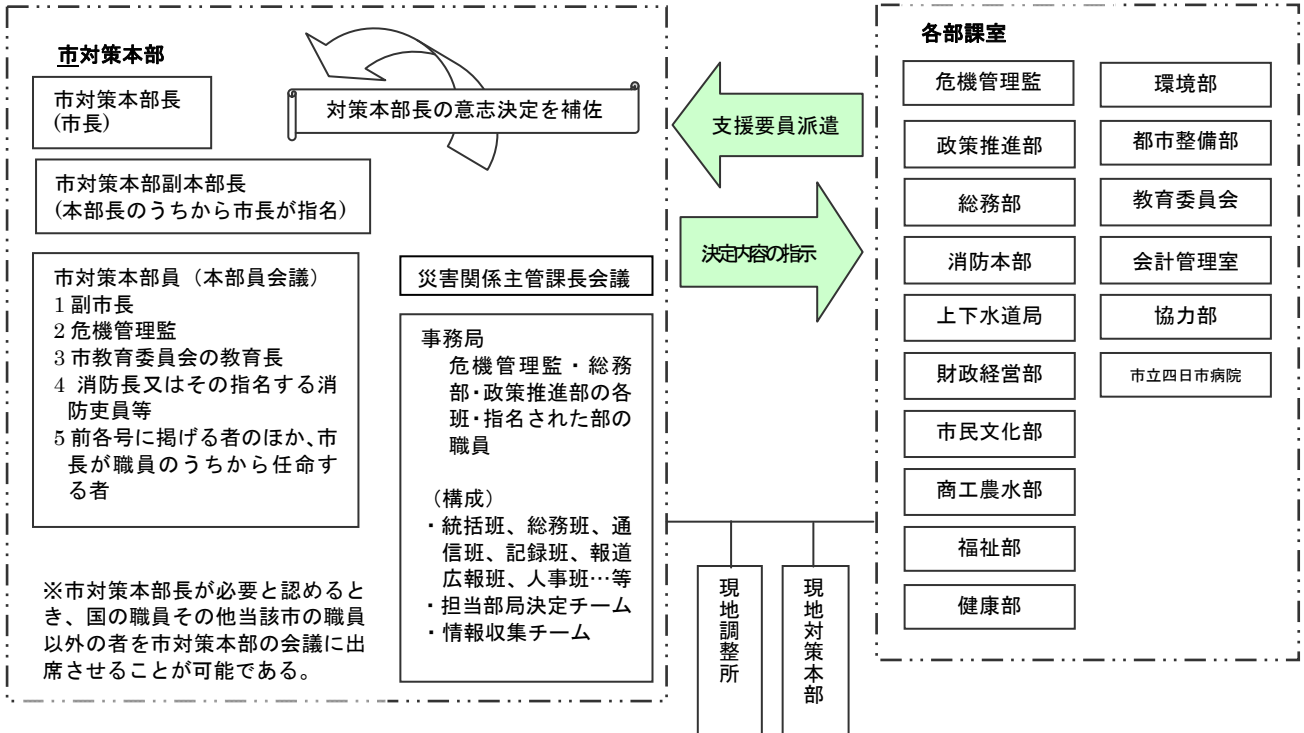 市対策本部
市対策本部長
(市長)
対策本部長の意志決定を補佐
市対策本部副本部長
(本部長のうちから市長が指名)
市対策本部員（本部員会議）
1 副市長
2 危機管理監
3 市教育委員会の教育長
4 消防長又はその指名する消
防吏員等
5 前各号に掲げる者のほか、市
長が職員のうちから任命す
る者
※市対策本部長が必要と認めると
き、国の職員その他当該市の職員
以外の者を市対策本部の会議に出
席させることが可能である。
災害関係主管課長会議
事務局
危機管理監・総務
部・政策推進部の各
班・指名された部の
職員
（構成）
・統括班、総務班、通
信班、記録班、報道
広報班、人事班…等
・担当部局決定チーム
・情報収集チーム
支援要員派遣
決定内容の指示
現地調整所
現地対策本部
各部課室
危機管理監
政策推進部
総務部
消防本部
上下水道局
財政経営部
市民文化部
商工農水部
福祉部
健康部
環境部
都市整備部
教育委員会
会計管理室
協力部
市立四日市病院